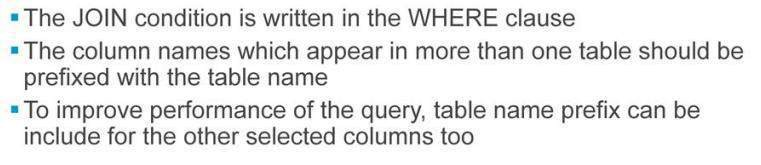 The JOIN condition is written in the WHERE clause
The column names which appear in more than one table should be
prefixed with the table name
To improve performance of the query, table name prefix can be
include for the other selected columns too